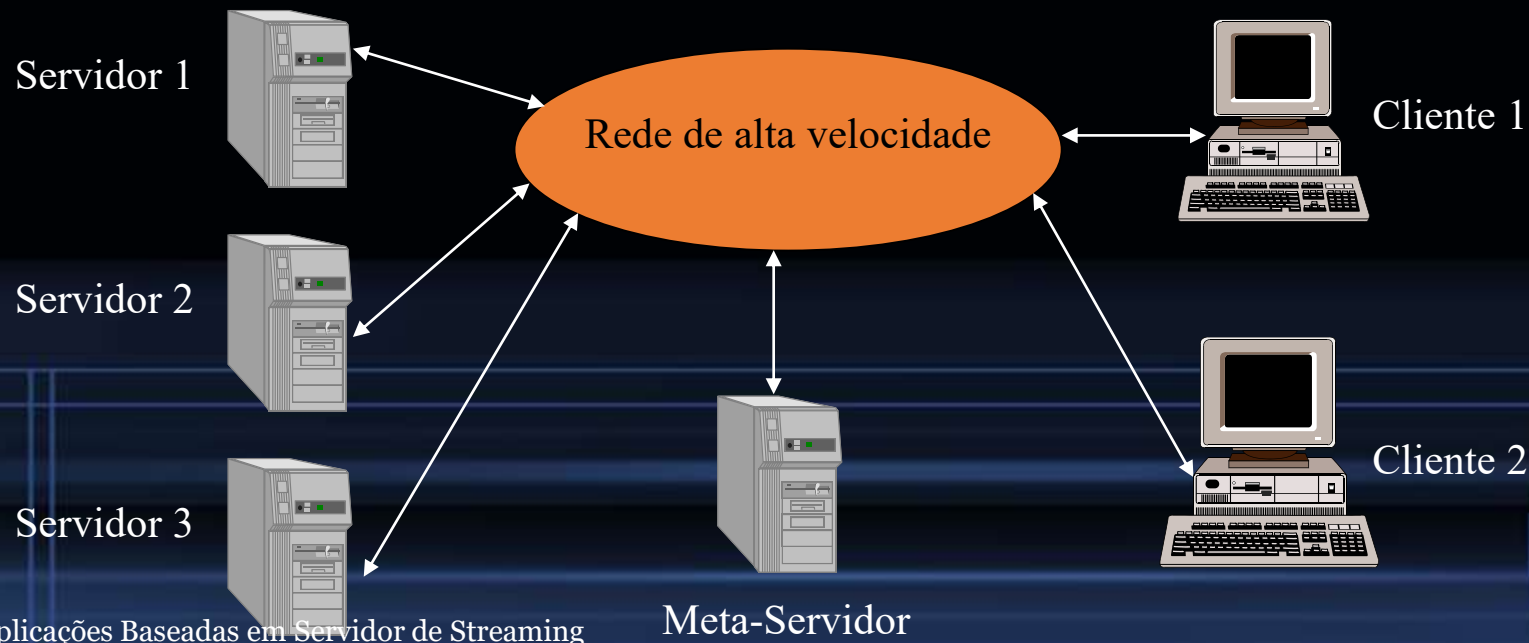 Servidor 1
Rede de alta velocidade
Cliente 1
Servidor 2
Servidor 3
Cliente 2
Meta-Servidor
plicações Baseadas em Servidor de Streaming